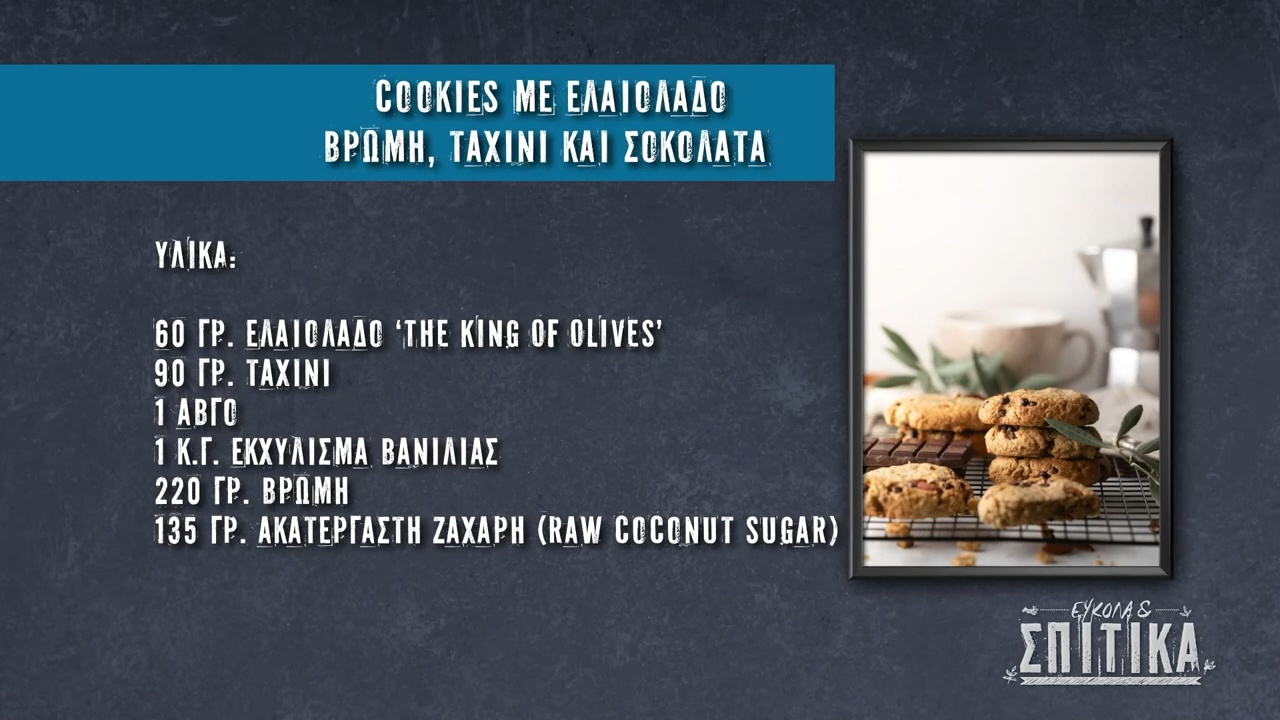 COOKIES ΜΕ ΕΛΑΙΟΛΑΔΟ
ΒΡΩΜΗ, ΤΑΧΙΝΙ ΚΑΙ ΣΟΚΟΛΑΤΑ
ΥΛΙΚΑ:
60 ΓΡ. ΕΛΑΙΟΛΑΔΟ ‘THE KING OF OLIVES’
90 ΓΡ. ΤΑΧΙΝΙ
1 ΑΒΓΟ
1 Κ.Γ. ΕΚΧΥΛΙΣΜΑ ΒΑΝΙΛΙΑΣ
220 ΓΡ. ΒΡΩΜΗ
135 ΓΡ. ΑΚΑΤΕΡΓΑΣΤΗ ΖΑΧΑΡΗ (RAW COCONUT SUGAR)
ΕΥΚΟΛΑ &
ΣΠΙΤΙΚΑ